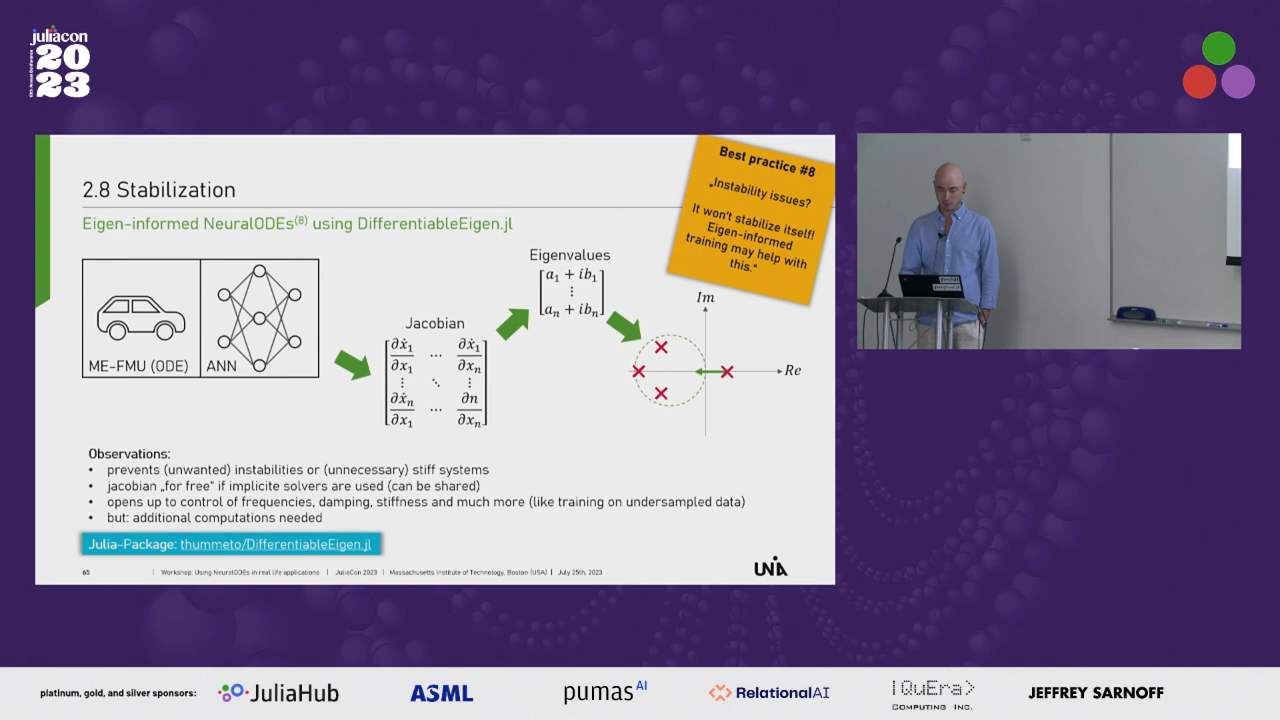 juliacon
20
23
2.8 Stabilization
Eigen-informed NeuralODEs(8) using DifferentiableEigen.jl
Best practice #8
„Instability issues?
It won't stabilize itself!
Eigen-informed
training may help with
this."
ME-FMU (ODE)
ANN
Jacobian
∂ẋ₁/∂x₁ ⋯ ∂ẋ₁/∂xₙ
⋮ ⋱ ⋮
∂ẋₙ/∂x₁ ⋯ ∂n/∂xₙ
Eigenvalues
a₁ + ib₁
⋮
aₙ + ibₙ
Im
Re
Observations:
• prevents (unwanted) instabilities or (unnecessary) stiff systems
• jacobian „for free" if implicite solvers are used (can be shared)
• opens up to control of frequencies, damping, stiffness and much more (like training on undersampled data)
• but: additional computations needed
Julia-Package: thummeto/DifferentiableEigen.jl
65 | Workshop: Using NeuralODEs in real life applications | JuliaCon 2023 | Massachusetts Institute of Technology, Boston (USA) | July 25th, 2023
UNIA
platinum, gold, and silver sponsors:
JuliaHub
ASML
pumas AI
RelationalAI
|QuEra>
COMPUTING INC.
JEFFREY SARNOFF